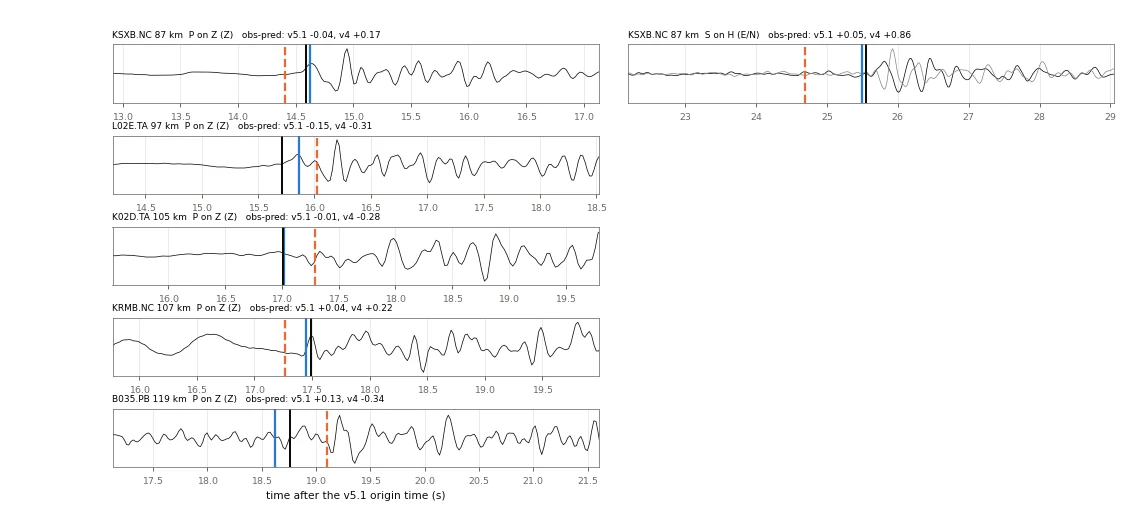 KSXB.NC 87 km  P on Z (Z)   obs-pred: v5.1 -0.04, v4 +0.17
13.0 13.5 14.0 14.5 15.0 15.5 16.0 16.5 17.0
L02E.TA 97 km  P on Z (Z)   obs-pred: v5.1 -0.15, v4 -0.31
14.5 15.0 15.5 16.0 16.5 17.0 17.5 18.0 18.5
K02D.TA 105 km  P on Z (Z)   obs-pred: v5.1 -0.01, v4 -0.28
16.0 16.5 17.0 17.5 18.0 18.5 19.0 19.5
KRMB.NC 107 km  P on Z (Z)   obs-pred: v5.1 +0.04, v4 +0.22
16.0 16.5 17.0 17.5 18.0 18.5 19.0 19.5
B035.PB 119 km  P on Z (Z)   obs-pred: v5.1 +0.13, v4 -0.34
17.5 18.0 18.5 19.0 19.5 20.0 20.5 21.0 21.5
time after the v5.1 origin time (s)
KSXB.NC 87 km  S on H (E/N)   obs-pred: v5.1 +0.05, v4 +0.86
23 24 25 26 27 28 29